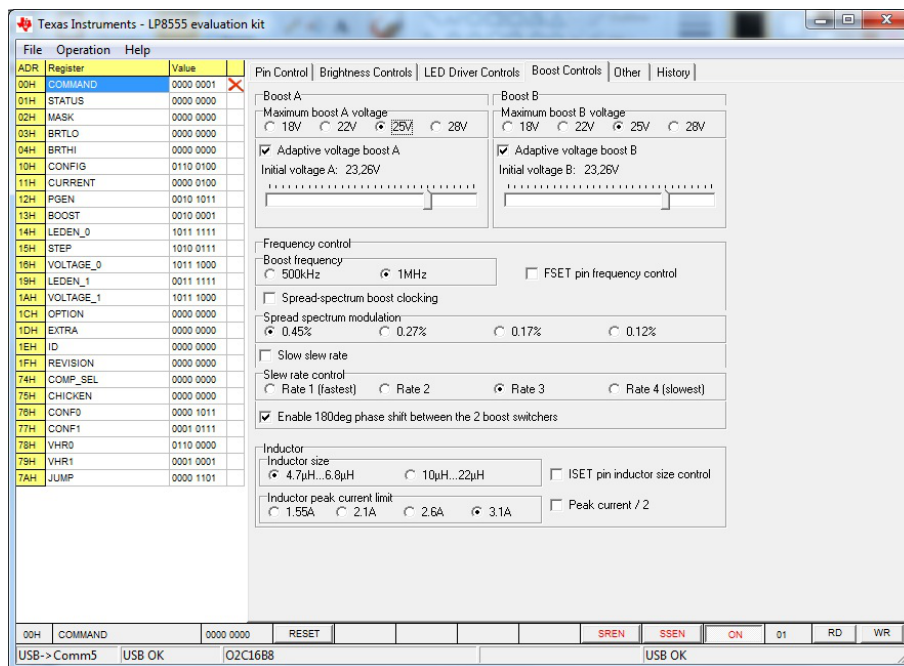 Texas Instruments - LP8555 evaluation kit
File Operation Help
ADR Register Value
00H COMMAND 0000 0001
01H STATUS 0000 0000
02H MASK 0000 0000
03H BRTLO 0000 0000
04H BRTHI 0000 0000
10H CONFIG 0110 0100
11H CURRENT 0000 0100
12H PGEN 0010 1011
13H BOOST 0010 0001
14H LEDEN_0 1011 1111
15H STEP 1010 0111
16H VOLTAGE_0 1011 1000
19H LEDEN_1 0011 1111
1AH VOLTAGE_1 1011 1000
1CH OPTION 0000 0000
1DH EXTRA 0000 0000
1EH ID 0000 0000
1FH REVISION 0000 0000
74H COMP_SEL 0000 0000
75H CHICKEN 0000 0000
76H CONF0 0000 1011
77H CONF1 0001 0111
78H VHR0 0110 0000
79H VHR1 0001 0001
7AH JUMP 0000 1101
Pin Control Brightness Controls LED Driver Controls Boost Controls Other History
Boost A
Maximum boost A voltage
18V 22V 25V 28V
Adaptive voltage boost A
Initial voltage A: 23,26V
Boost B
Maximum boost B voltage
18V 22V 25V 28V
Adaptive voltage boost B
Initial voltage B: 23,26V
Frequency control
Boost frequency
500kHz 1MHz
FSET pin frequency control
Spread-spectrum boost clocking
Spread spectrum modulation
0.45% 0.27% 0.17% 0.12%
Slow slew rate
Slew rate control
Rate 1 (fastest) Rate 2 Rate 3 Rate 4 (slowest)
Enable 180deg phase shift between the 2 boost switchers
Inductor
Inductor size
4.7µH...6.8µH 10µH...22µH
ISET pin inductor size control
Inductor peak current limit
1.55A 2.1A 2.6A 3.1A
Peak current / 2
00H COMMAND 0000 0000 RESET SREN SSEN ON 01 RD WR
USB->Comm5 USB OK O2C16B8 USB OK